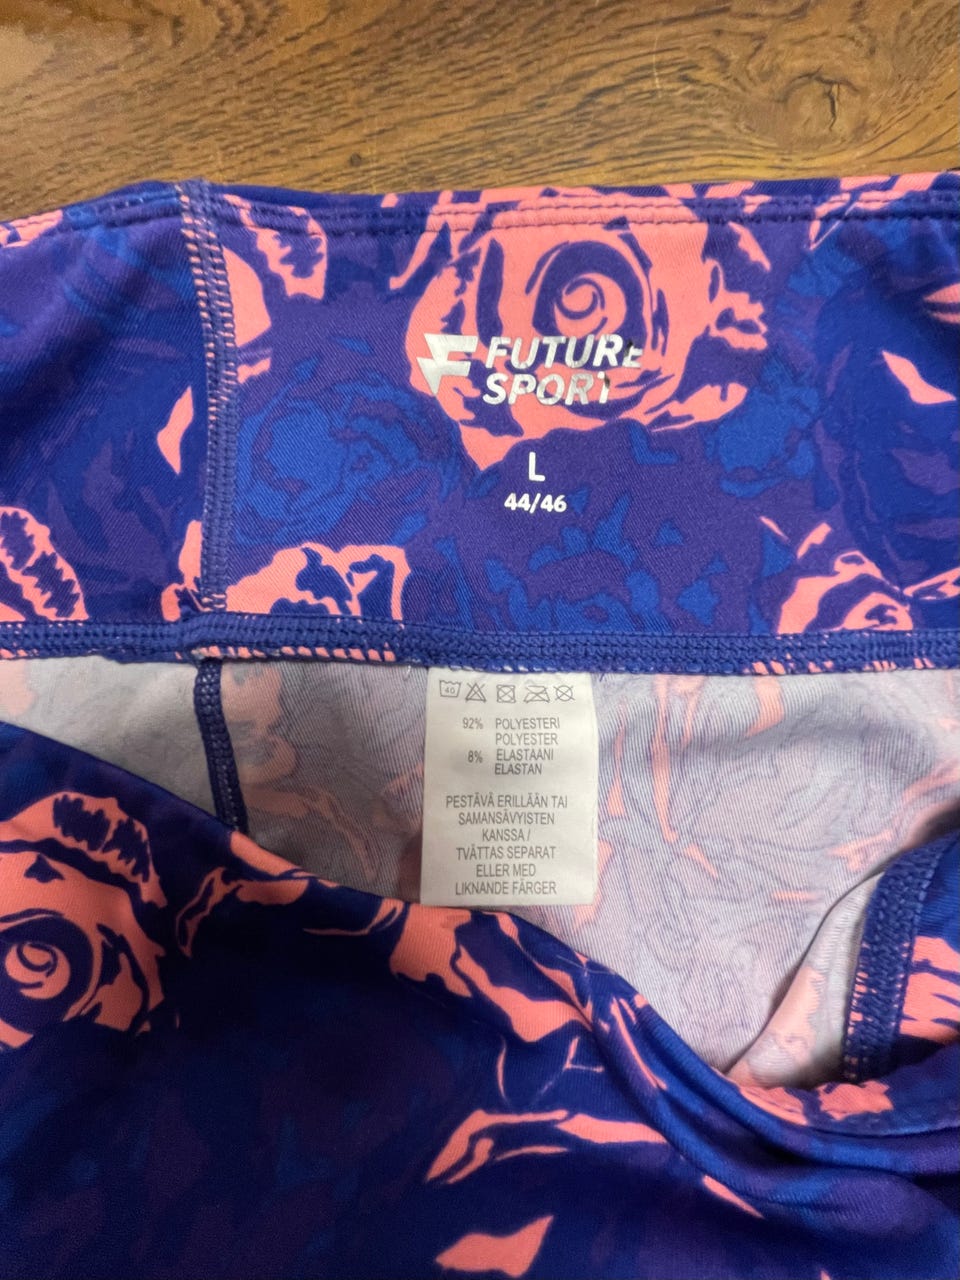 FUTURE
SPORT
L
44/46
40
92% POLYESTERI
POLYESTER
8% ELASTAANI
ELASTAN
PESTÄVÄ ERILLÄÄN TAI
SAMANSÄVYISTEN
KANSSA /
TVÄTTAS SEPARAT
ELLER MED
LIKNANDE FÄRGER